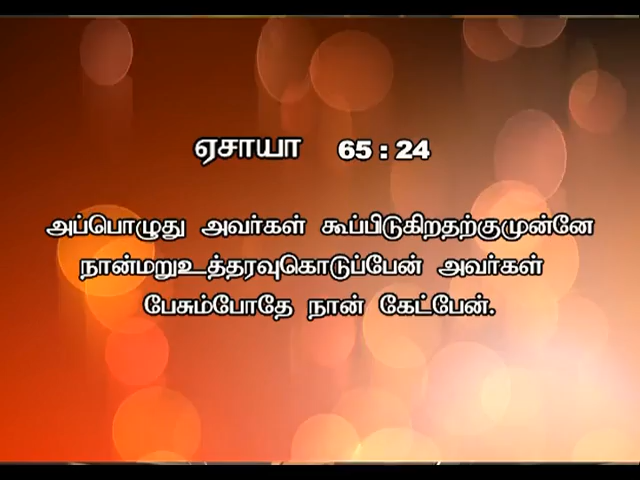 ஏசாயா 65 : 24
அப்பொழுது அவர்கள் கூப்பிடுகிறதற்குமுன்னே
நான்மறுஉத்தரவுகொடுப்பேன் அவர்கள்
பேசும்போதே நான் கேட்பேன்.